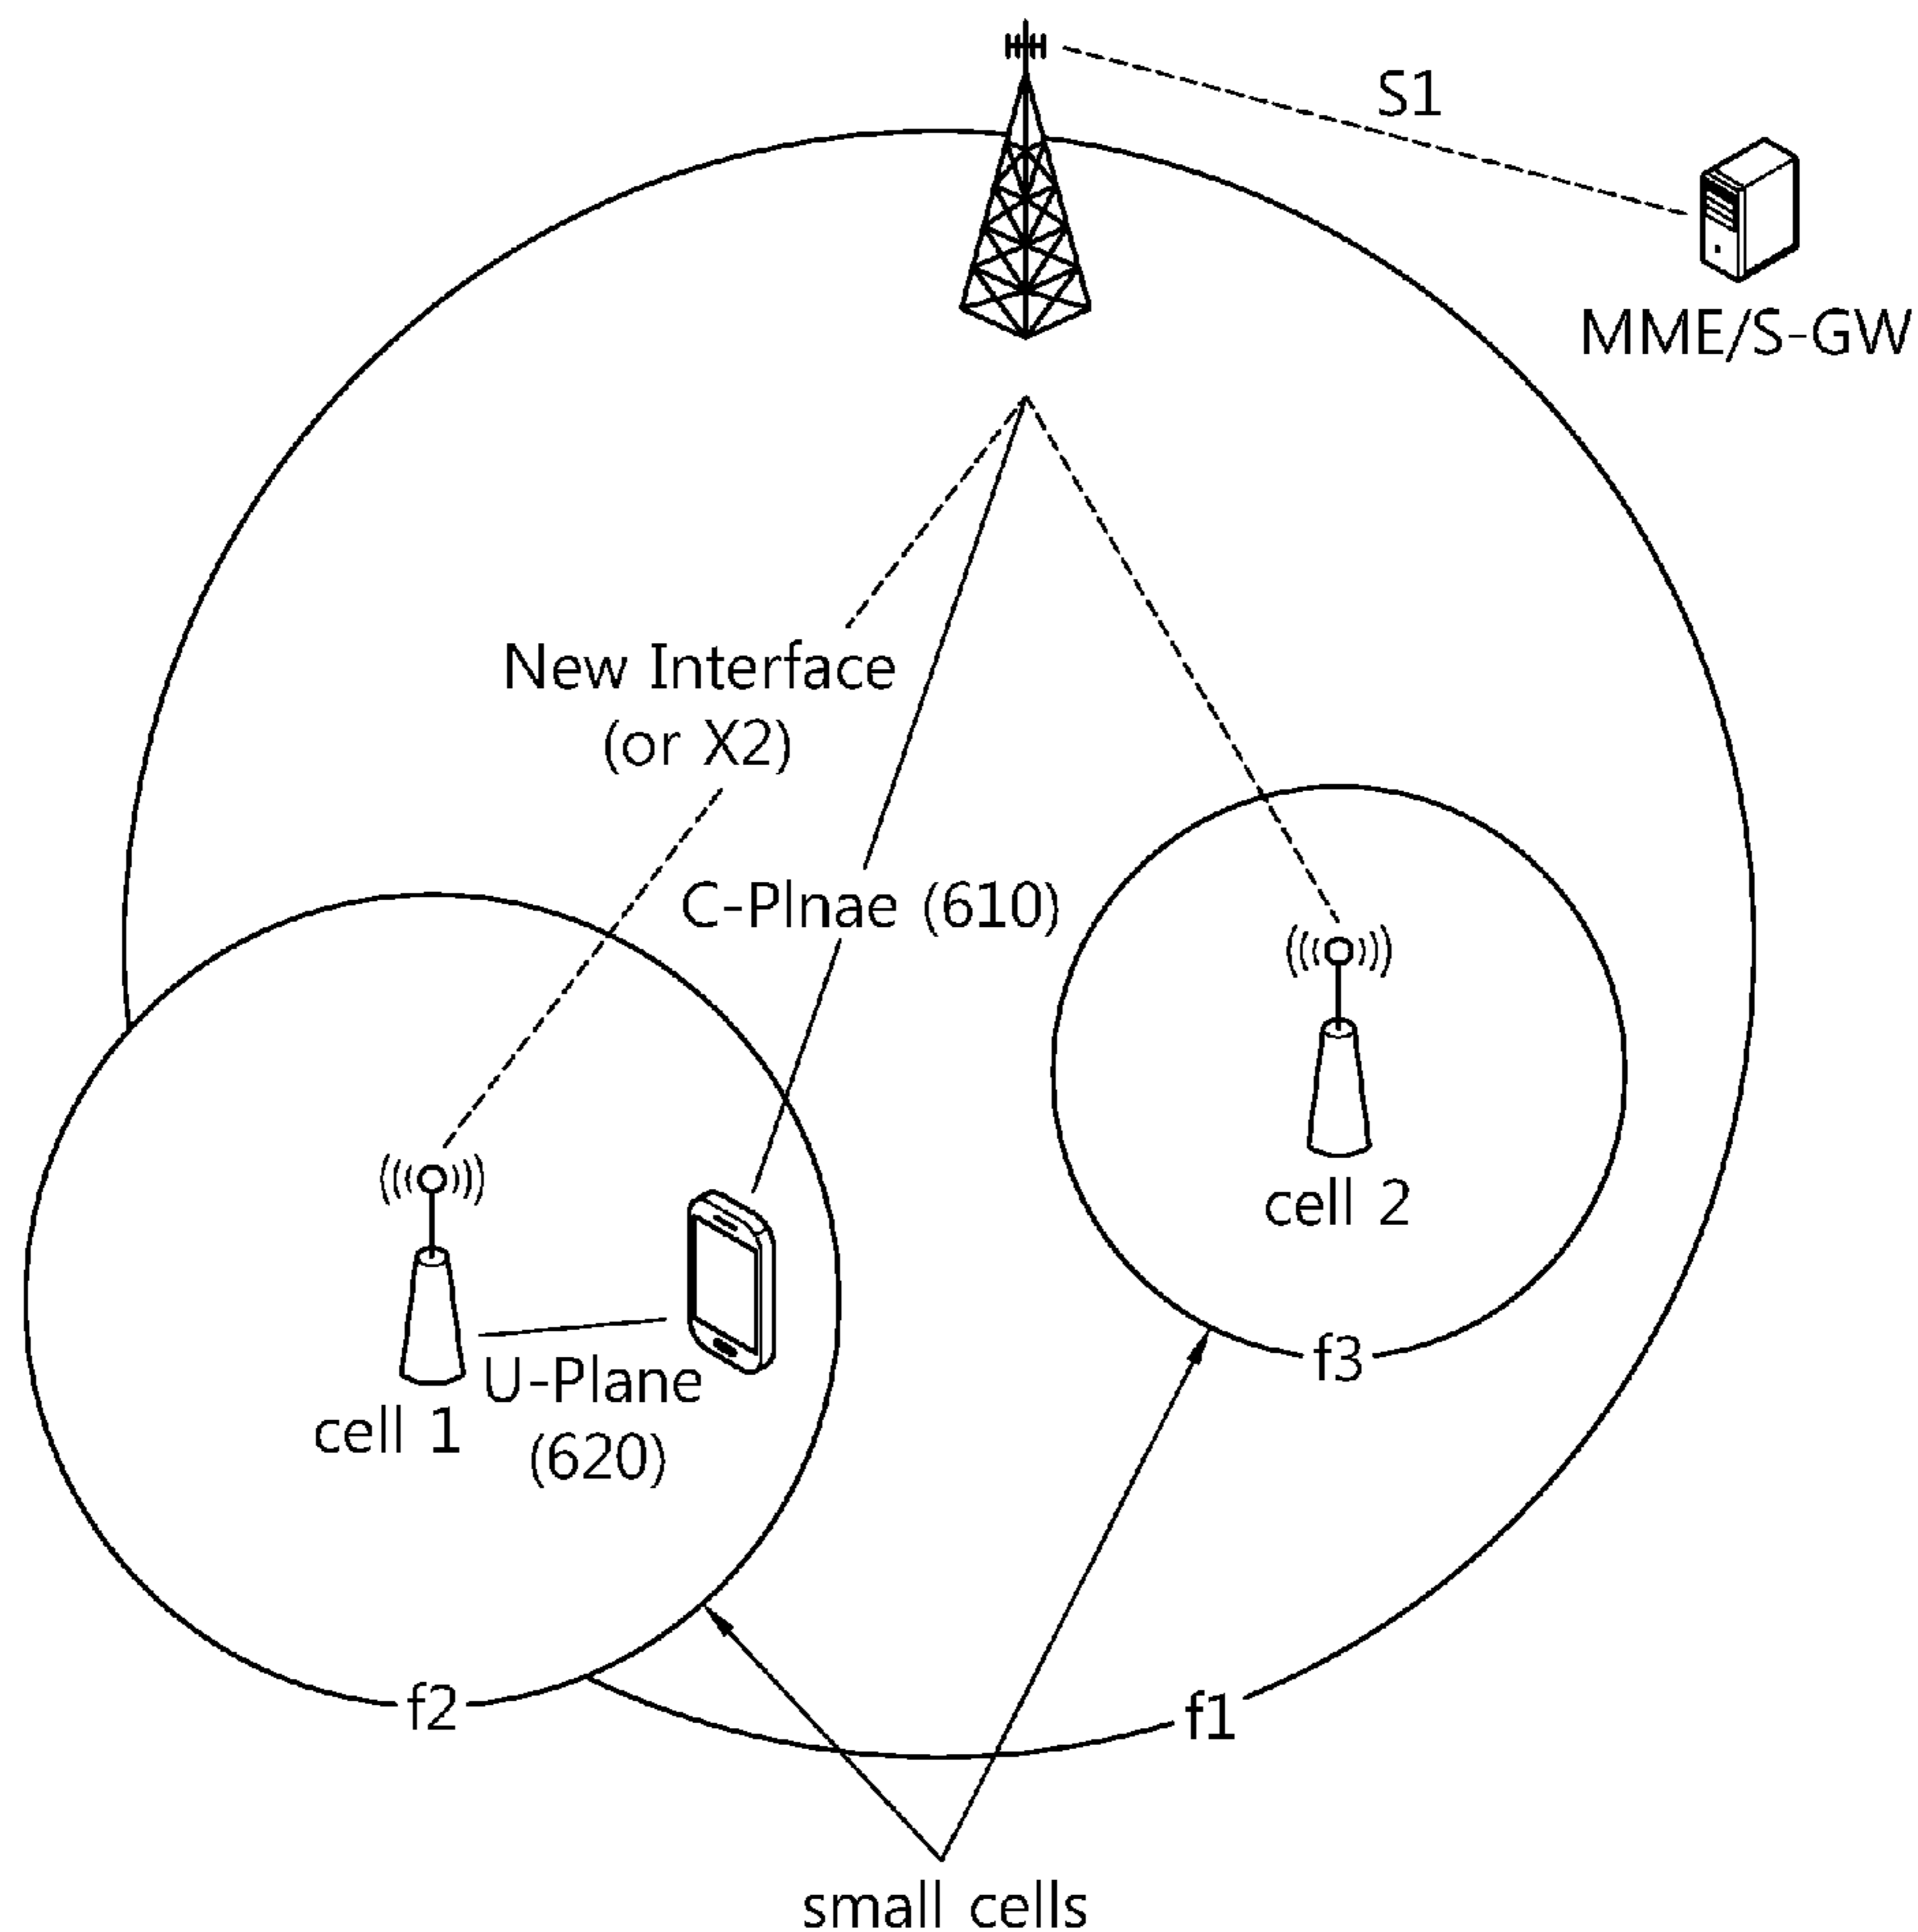 S1
MME/S-GW
New Interface
(or X2)
C-Plnae (610)
cell 2
f3
U-Plane
(620)
cell 1
f2
f1
small cells